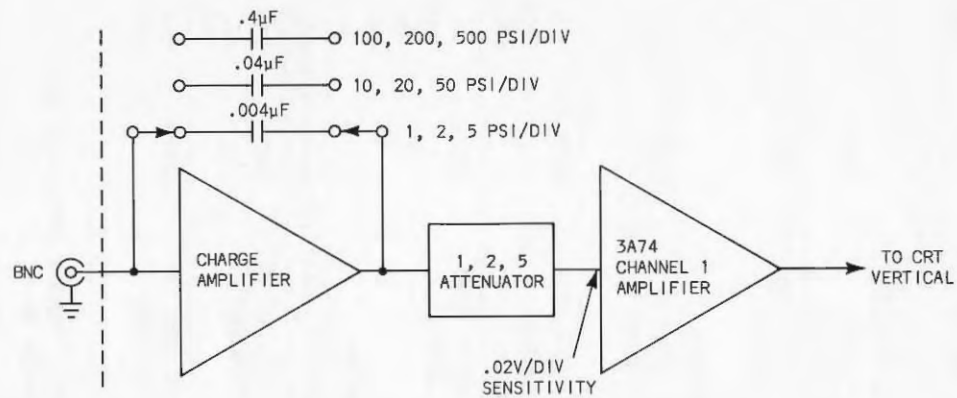 .4µF
100, 200, 500 PSI/DIV
.04µF
10, 20, 50 PSI/DIV
.004µF
1, 2, 5 PSI/DIV
BNC
CHARGE
AMPLIFIER
1, 2, 5
ATTENUATOR
3A74
CHANNEL 1
AMPLIFIER
TO CRT
VERTICAL
.02V/DIV
SENSITIVITY